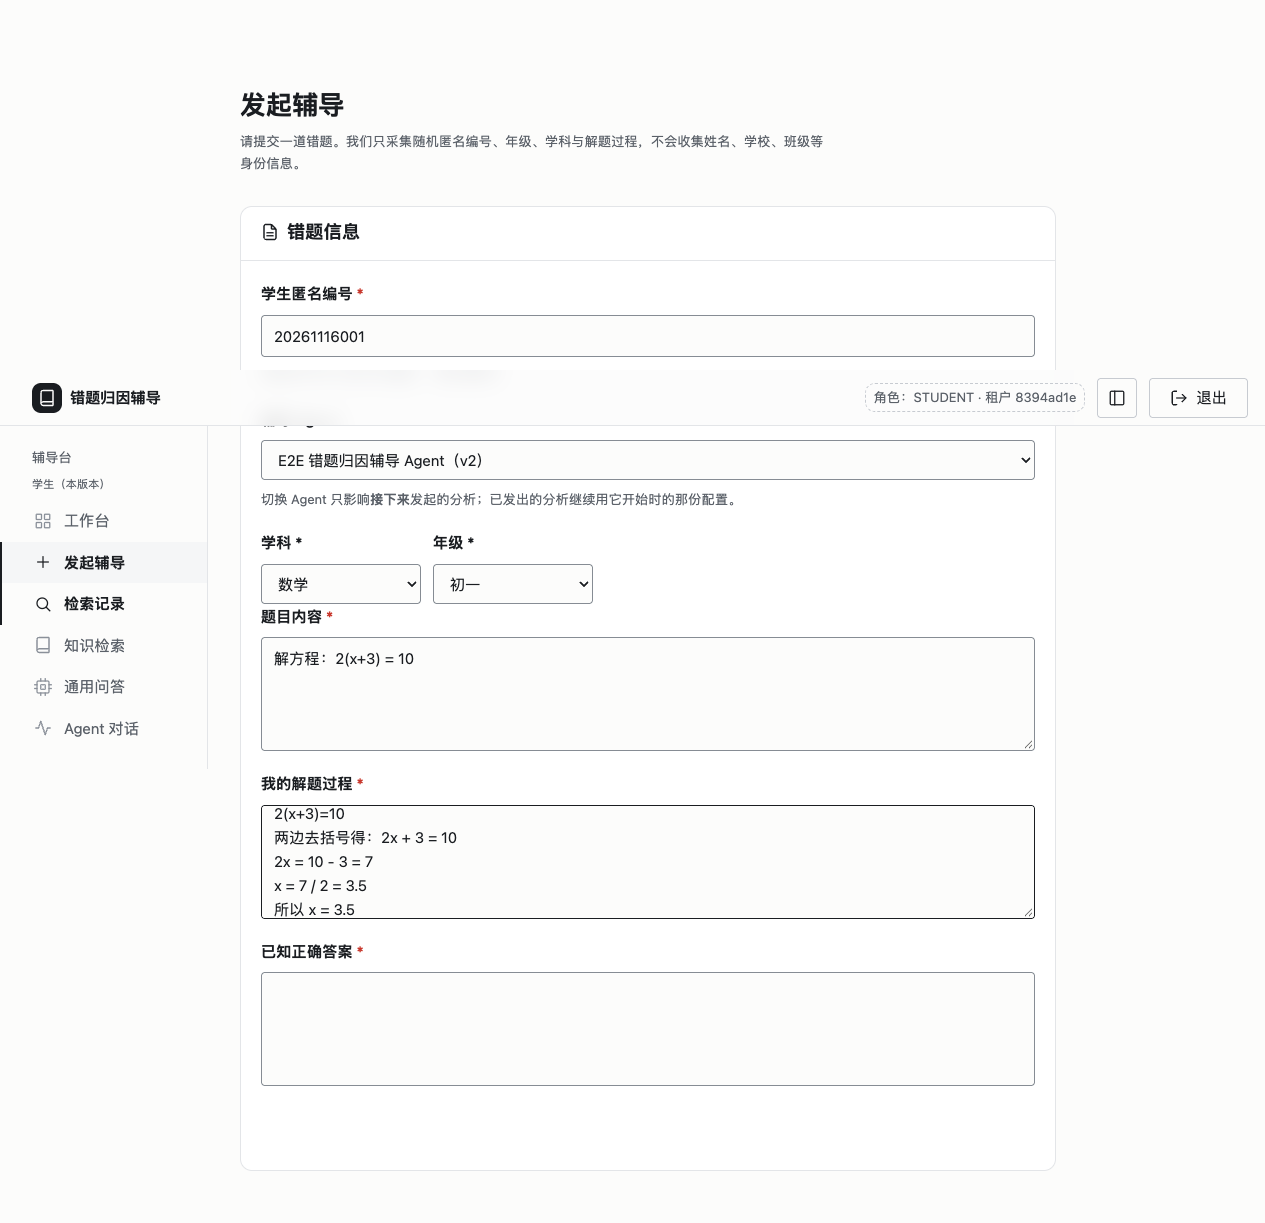 发起辅导
请提交一道错题。我们只采集随机匿名编号、年级、学科与解题过程，不会收集姓名、学校、班级等
身份信息。
错题信息
学生匿名编号 *
20261116001
错题归因辅导
角色：STUDENT · 租户 8394ad1e
退出
辅导台
学生（本版本）
工作台
发起辅导
检索记录
知识检索
通用问答
Agent 对话
E2E 错题归因辅导 Agent（v2）
切换 Agent 只影响接下来发起的分析；已发出的分析继续用它开始时的那份配置。
学科 *
年级 *
数学
初一
题目内容 *
解方程：2(x+3) = 10
我的解题过程 *
2(x+3)=10
两边去括号得：2x + 3 = 10
2x = 10 - 3 = 7
x = 7 / 2 = 3.5
所以 x = 3.5
已知正确答案 *